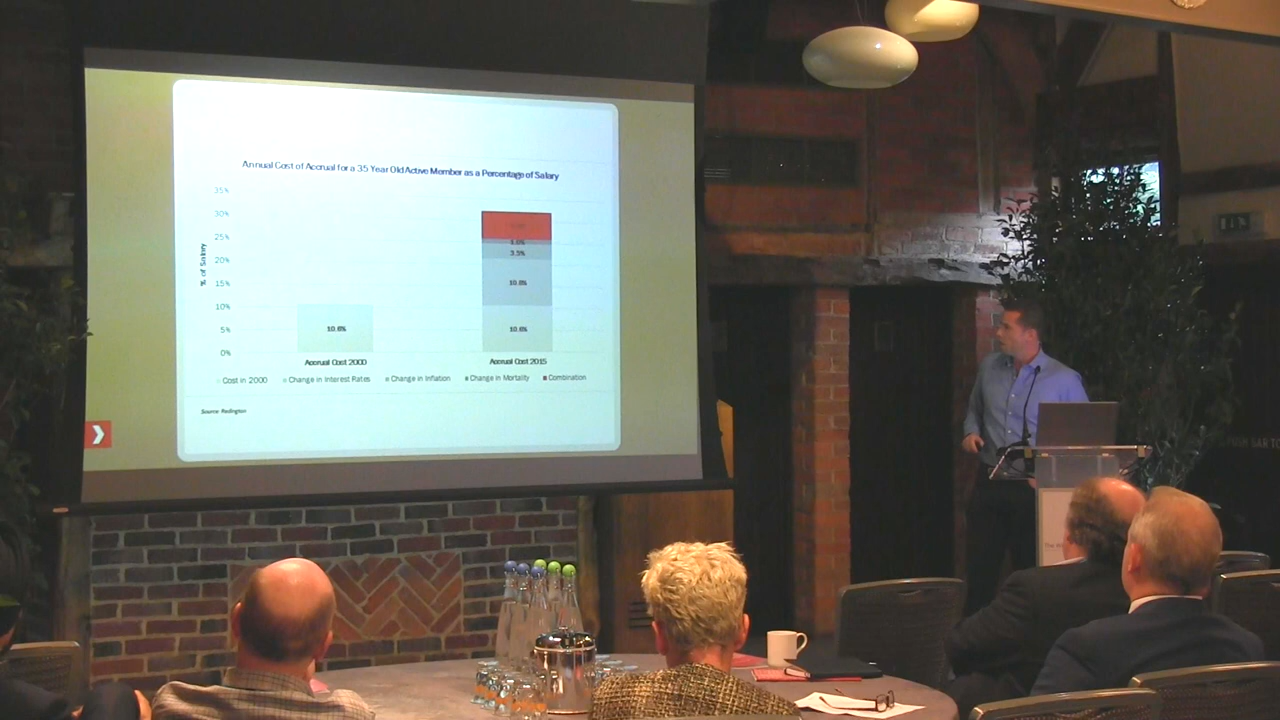 Annual Cost of Accrual for a 35 Year Old Active Member as a Percentage of Salary
35%
30%
25%
20%
15%
10%
5%
0%
% of Salary
1.0%
3.5%
10.8%
10.6%
10.6%
Accrual Cost 2000
Accrual Cost 2015
Cost in 2000
Change in Interest Rates
Change in Inflation
Change in Mortality
Combination
Source: Redington